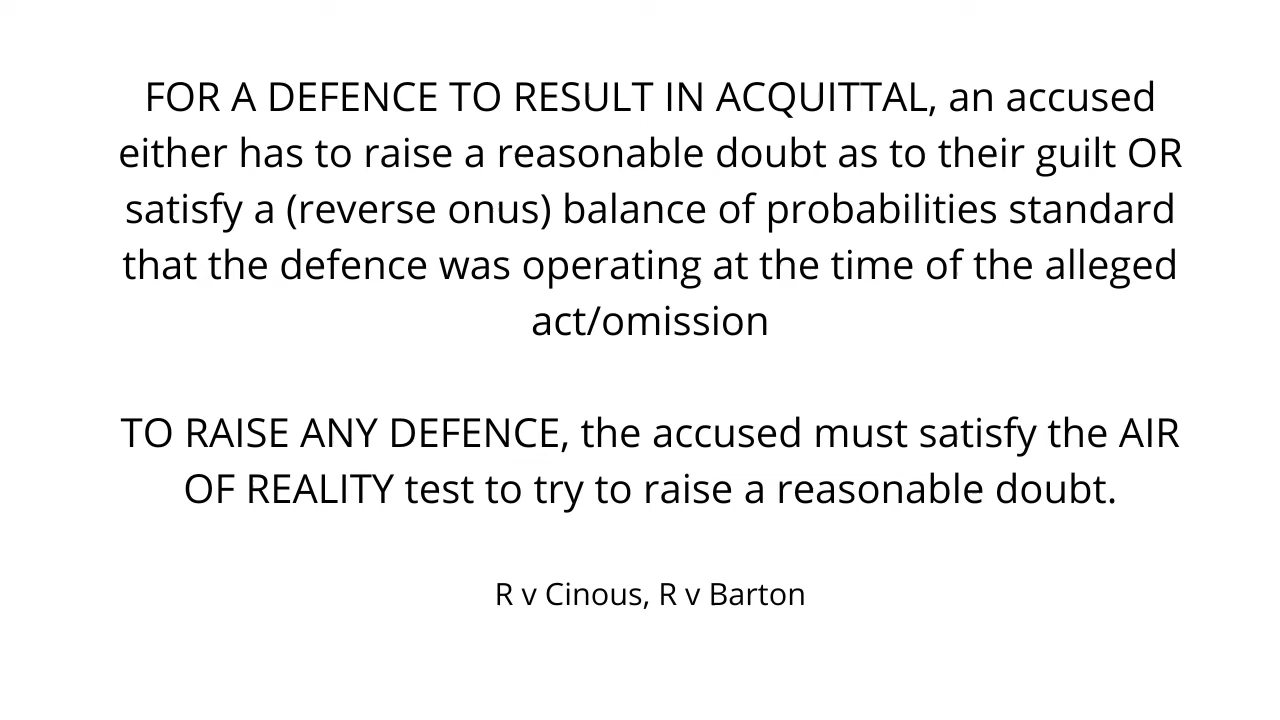 FOR A DEFENCE TO RESULT IN ACQUITTAL, an accused
either has to raise a reasonable doubt as to their guilt OR
satisfy a (reverse onus) balance of probabilities standard
that the defence was operating at the time of the alleged
act/omission
TO RAISE ANY DEFENCE, the accused must satisfy the AIR
OF REALITY test to try to raise a reasonable doubt.
R v Cinous, R v Barton